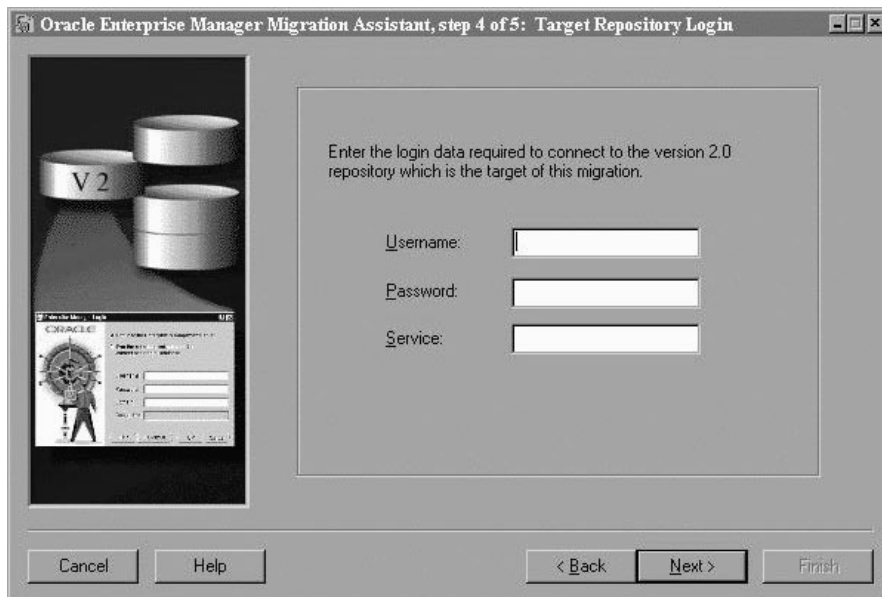 Oracle Enterprise Manager Migration Assistant, step 4 of 5: Target Repository Login
V 2
ORACLE
Enter the login data required to connect to the version 2.0
repository which is the target of this migration.
Username:
Password:
Service:
Cancel
Help
< Back
Next >
Finish